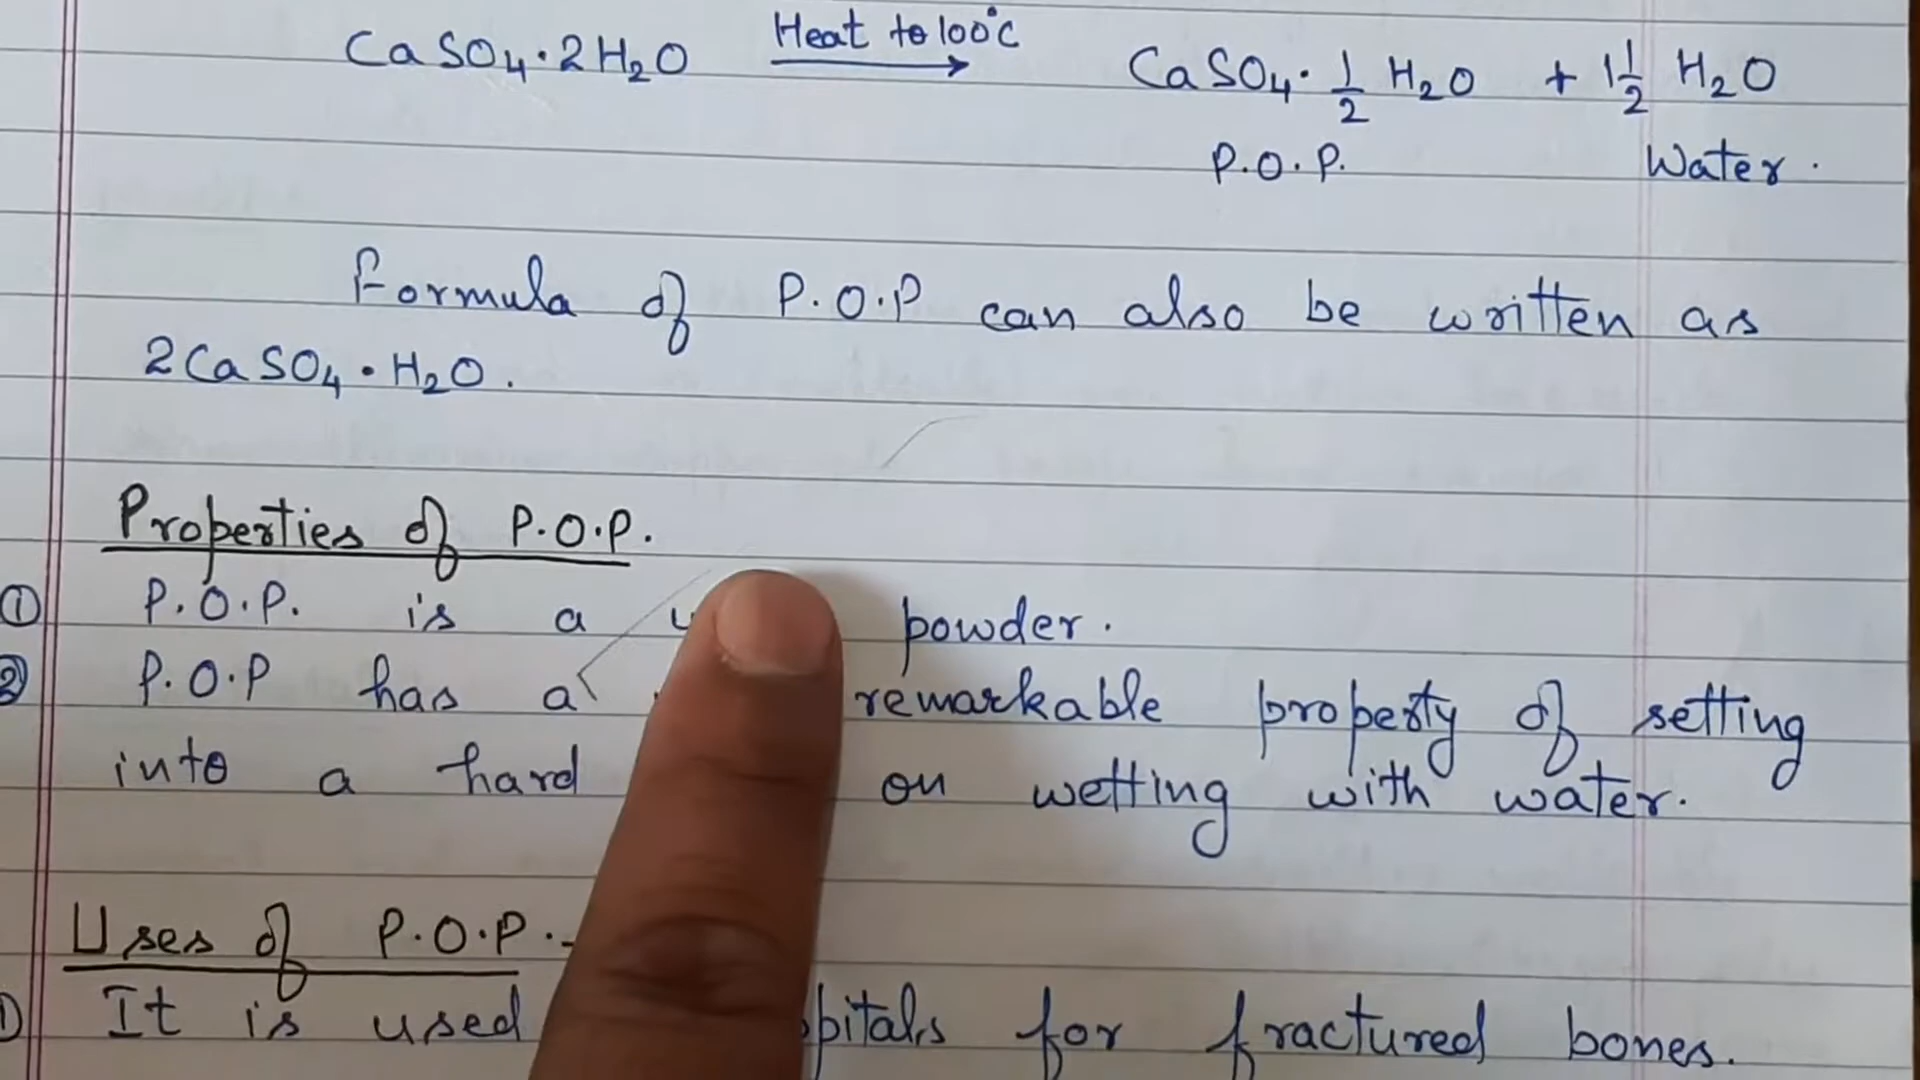 CaSO₄·2H₂O Heat to 100°C → CaSO₄·½ H₂O + 1½ H₂O
P.O.P. Water.
Formula of P.O.P can also be written as
2CaSO₄·H₂O.
Properties of P.O.P.
① P.O.P. is a powder.
② P.O.P has a remarkable property of setting
into a hard on wetting with water.
Uses of P.O.P.-
① It is used for fractured bones.